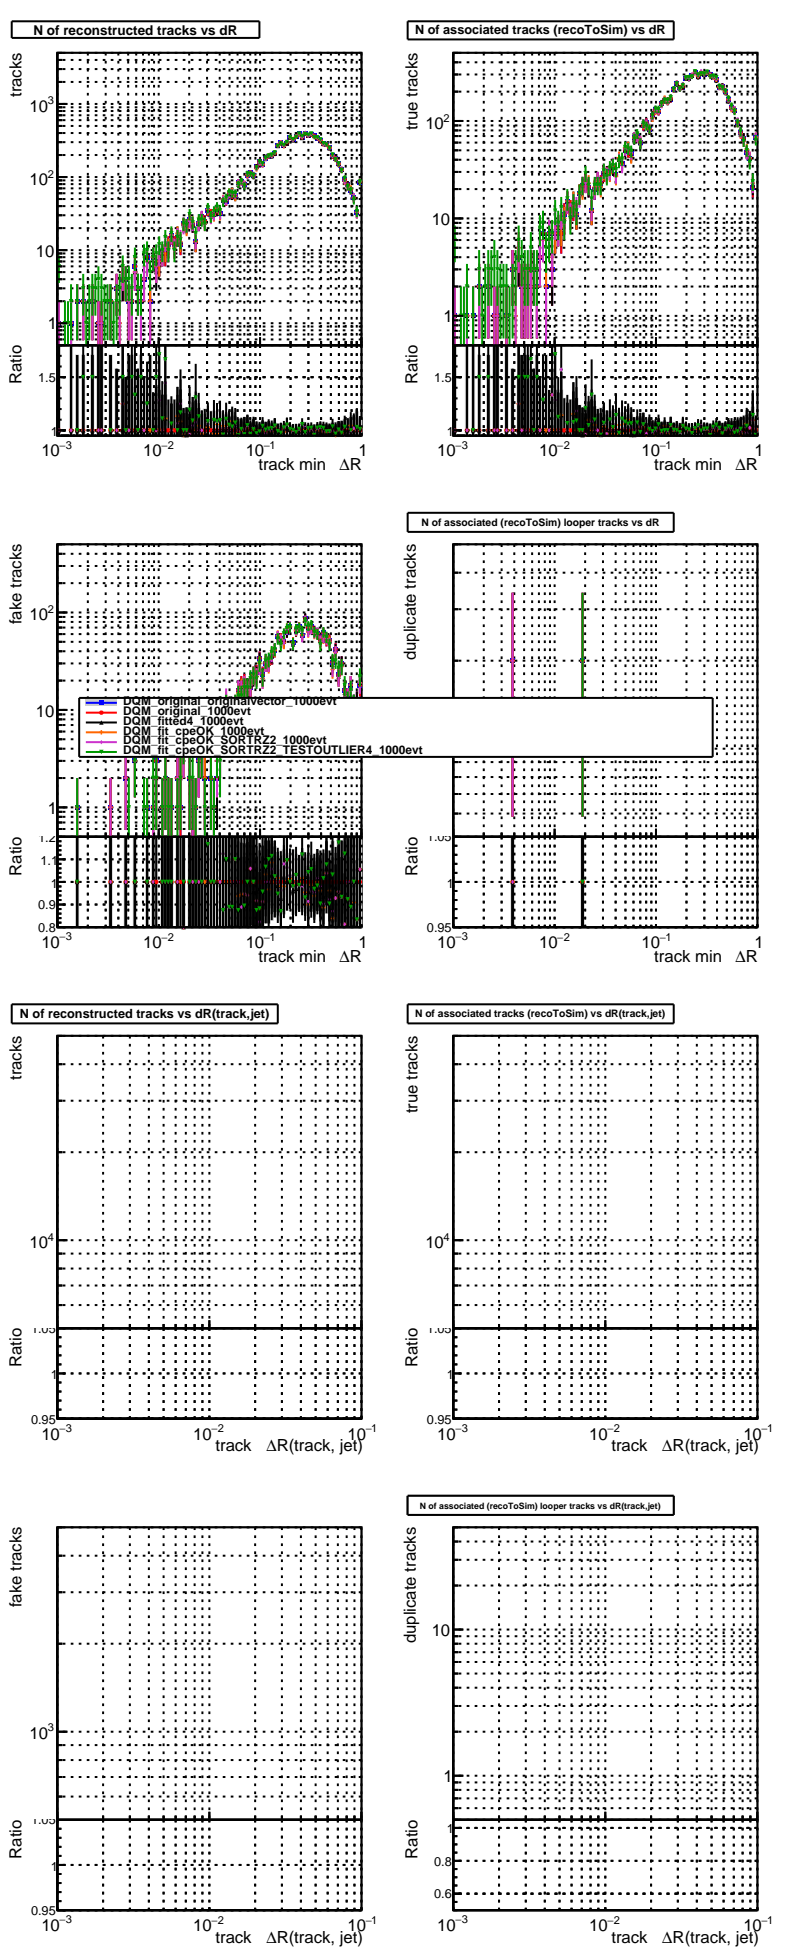 N of reconstructed tracks vs dR
tracks
10³
10²
10
1
Ratio
1.5
1
10⁻³ 10⁻² 10⁻¹ 1
track min ΔR
N of associated tracks (recoToSim) vs dR
true tracks
10²
10
1
Ratio
1.5
1
10⁻³ 10⁻² 10⁻¹ 1
track min ΔR
fake tracks
10²
10
1
Ratio
1.2
1.1
1
0.9
0.8
10⁻³ 10⁻² 10⁻¹ 1
track min ΔR
N of associated (recoToSim) looper tracks vs dR
duplicate tracks
Ratio
1.05
1
0.95
10⁻³ 10⁻² 10⁻¹ 1
track min ΔR
DQM_original_originalvector_1000evt
DQM_original_1000evt
DQM_fitted4_1000evt
DQM_fit_cpeOK_1000evt
DQM_fit_cpeOK_SORTRZ2_1000evt
DQM_fit_cpeOK_SORTRZ2_TESTOUTLIER4_1000evt
N of reconstructed tracks vs dR(track,jet)
tracks
10⁴
Ratio
1.05
1
0.95
10⁻³ 10⁻² 10⁻¹
track ΔR(track, jet)
N of associated tracks (recoToSim) vs dR(track,jet)
true tracks
10⁴
Ratio
1.05
1
0.95
10⁻³ 10⁻² 10⁻¹
track ΔR(track, jet)
fake tracks
10³
Ratio
1.05
1
0.95
10⁻³ 10⁻² 10⁻¹
track ΔR(track, jet)
N of associated (recoToSim) looper tracks vs dR(track,jet)
duplicate tracks
10
1
Ratio
1
0.8
0.6
10⁻³ 10⁻² 10⁻¹
track ΔR(track, jet)